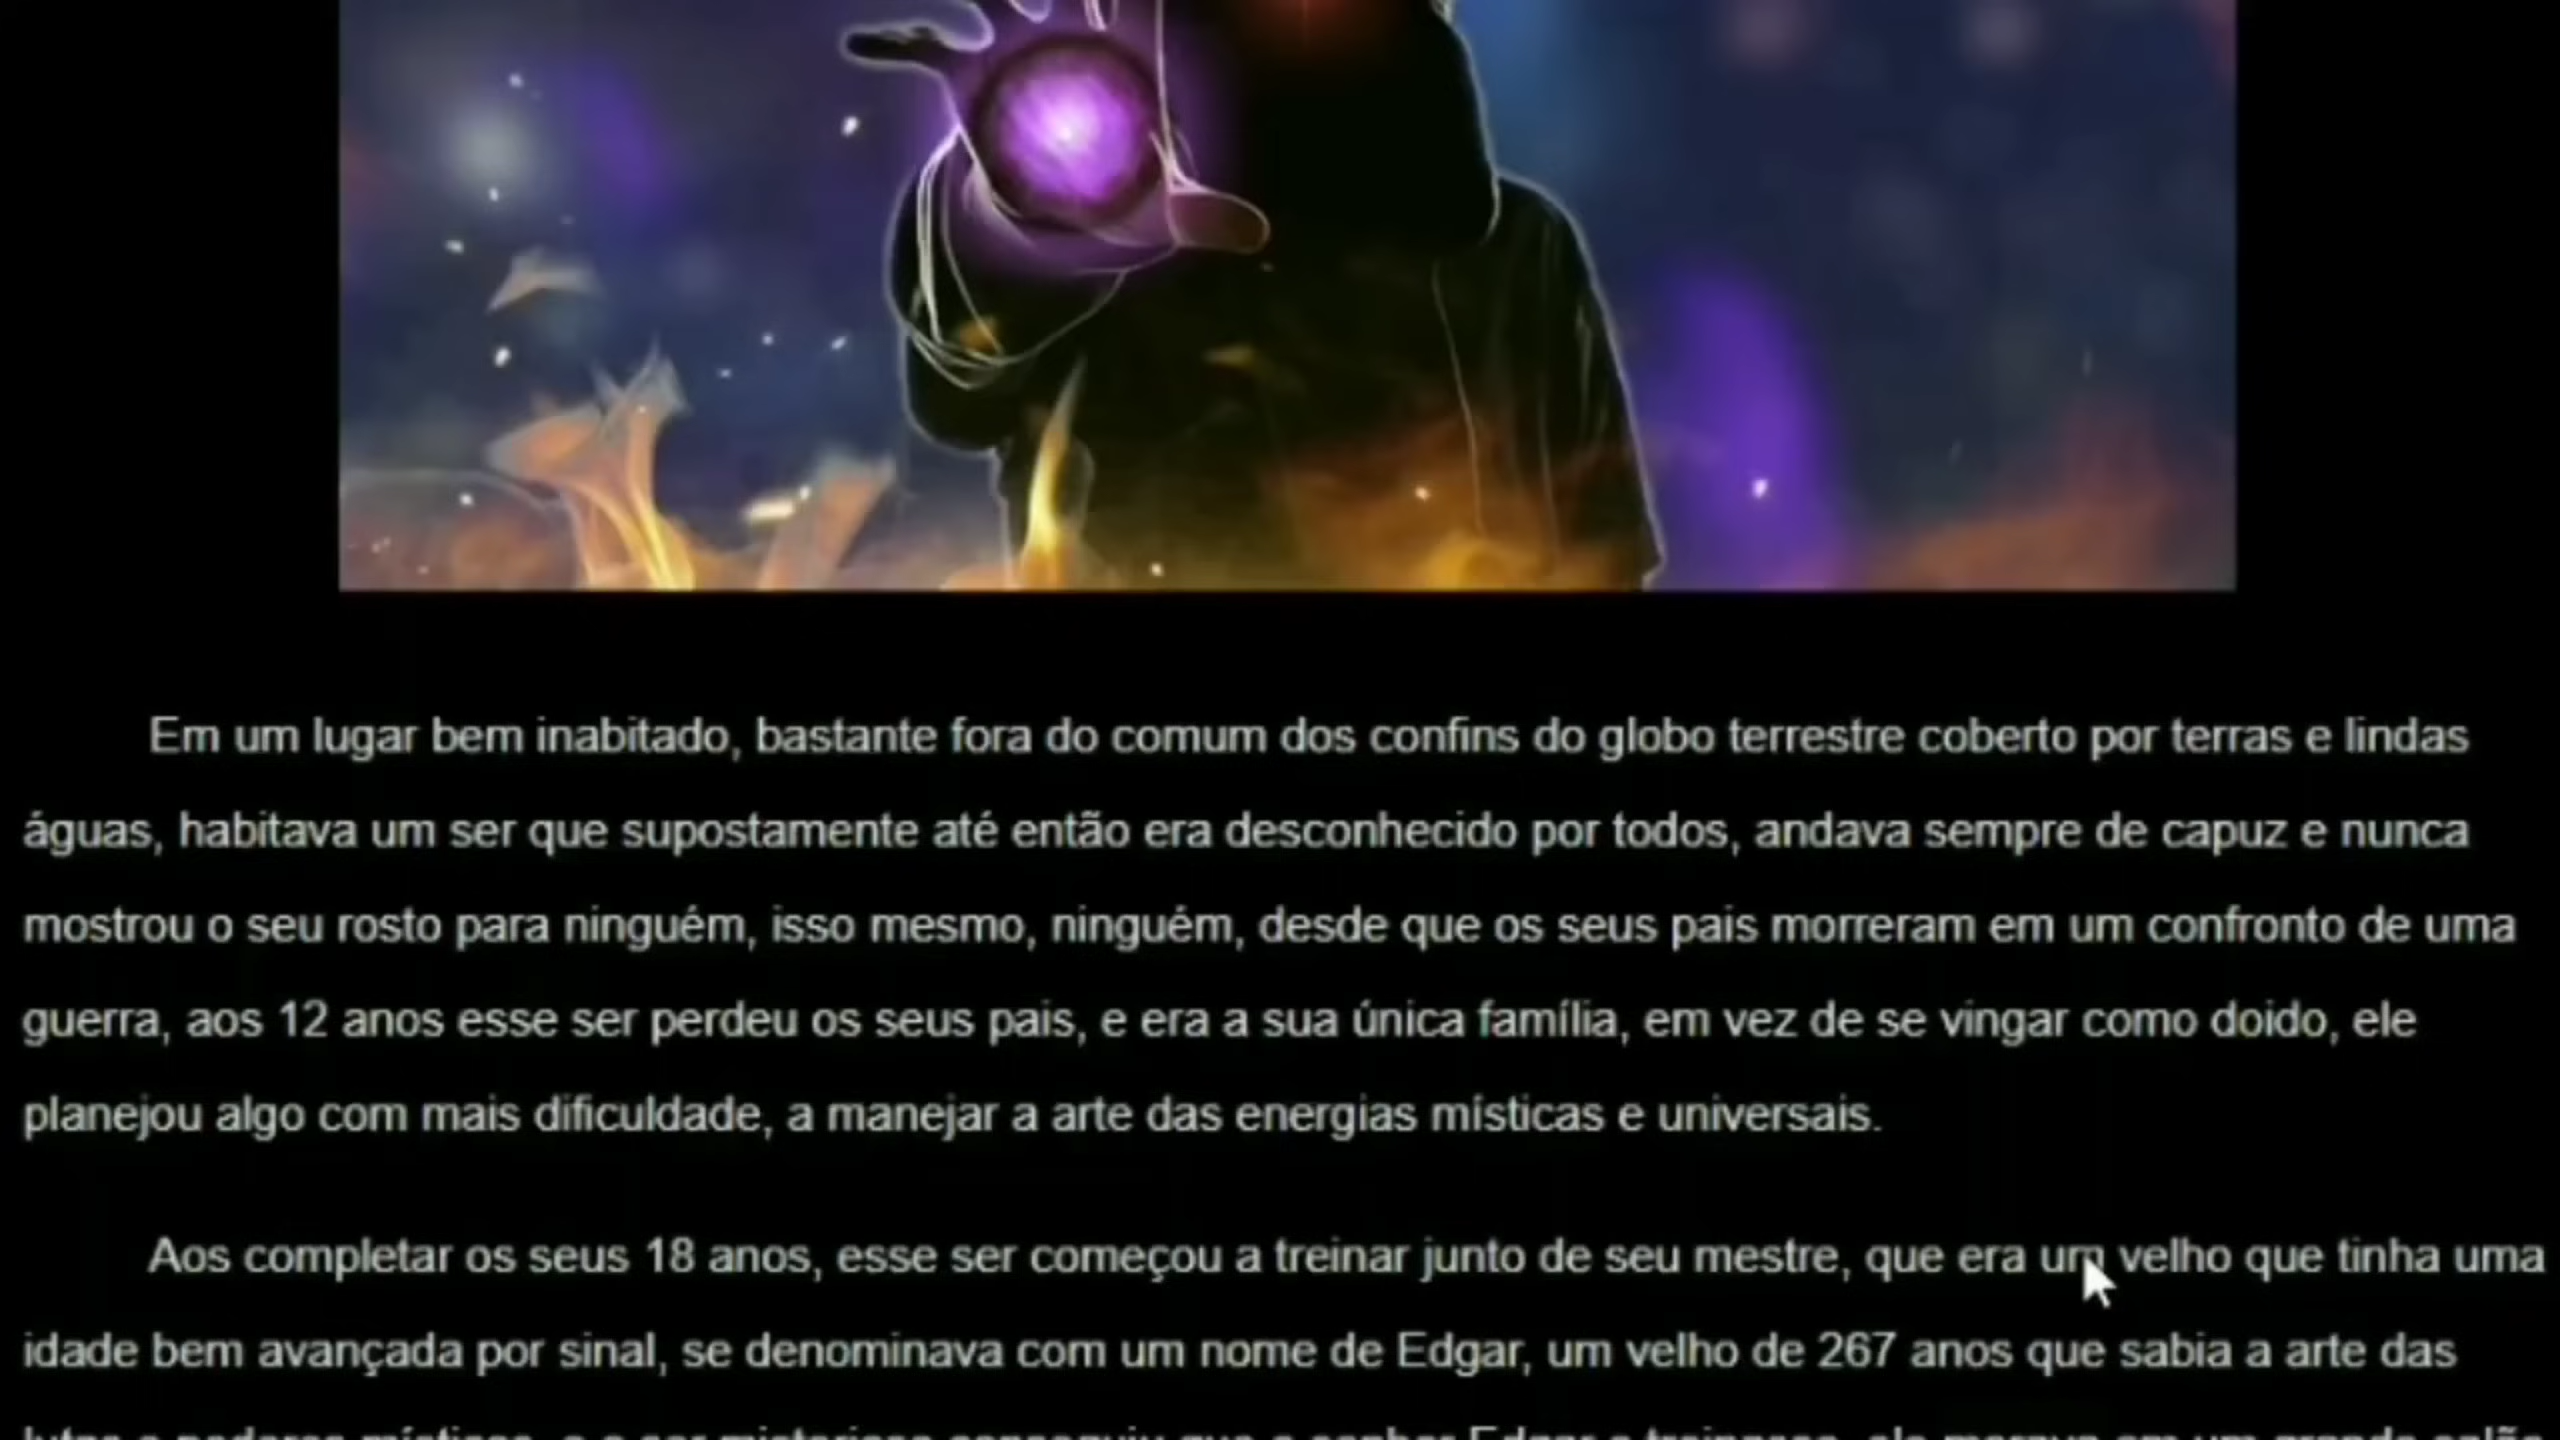 Em um lugar bem inabitado, bastante fora do comum dos confins do globo terrestre coberto por terras e lindas
águas, habitava um ser que supostamente até então era desconhecido por todos, andava sempre de capuz e nunca
mostrou o seu rosto para ninguém, isso mesmo, ninguém, desde que os seus pais morreram em um confronto de uma
guerra, aos 12 anos esse ser perdeu os seus pais, e era a sua única família, em vez de se vingar como doido, ele
planejou algo com mais dificuldade, a manejar a arte das energias místicas e universais.
Aos completar os seus 18 anos, esse ser começou a treinar junto de seu mestre, que era um velho que tinha uma
idade bem avançada por sinal, se denominava com um nome de Edgar, um velho de 267 anos que sabia a arte das